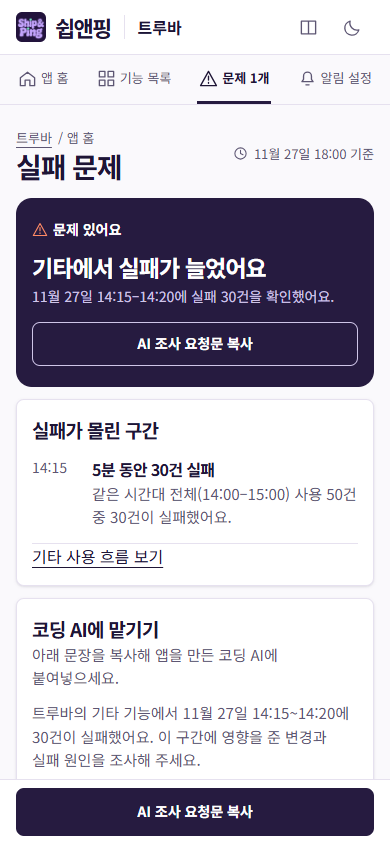 Ship&
Ping
쉽앤핑
트루바
앱 홈
기능 목록
문제 1개
알림 설정
트루바 / 앱 홈
실패 문제
11월 27일 18:00 기준
문제 있어요
기타에서 실패가 늘었어요
11월 27일 14:15–14:20에 실패 30건을 확인했어요.
AI 조사 요청문 복사
실패가 몰린 구간
14:15
5분 동안 30건 실패
같은 시간대 전체(14:00–15:00) 사용 50건
중 30건이 실패했어요.
기타 사용 흐름 보기
코딩 AI에 맡기기
아래 문장을 복사해 앱을 만든 코딩 AI에
붙여넣으세요.
트루바의 기타 기능에서 11월 27일 14:15~14:20에
30건이 실패했어요. 이 구간에 영향을 준 변경과
실패 원인을 조사해 주세요.
AI 조사 요청문 복사